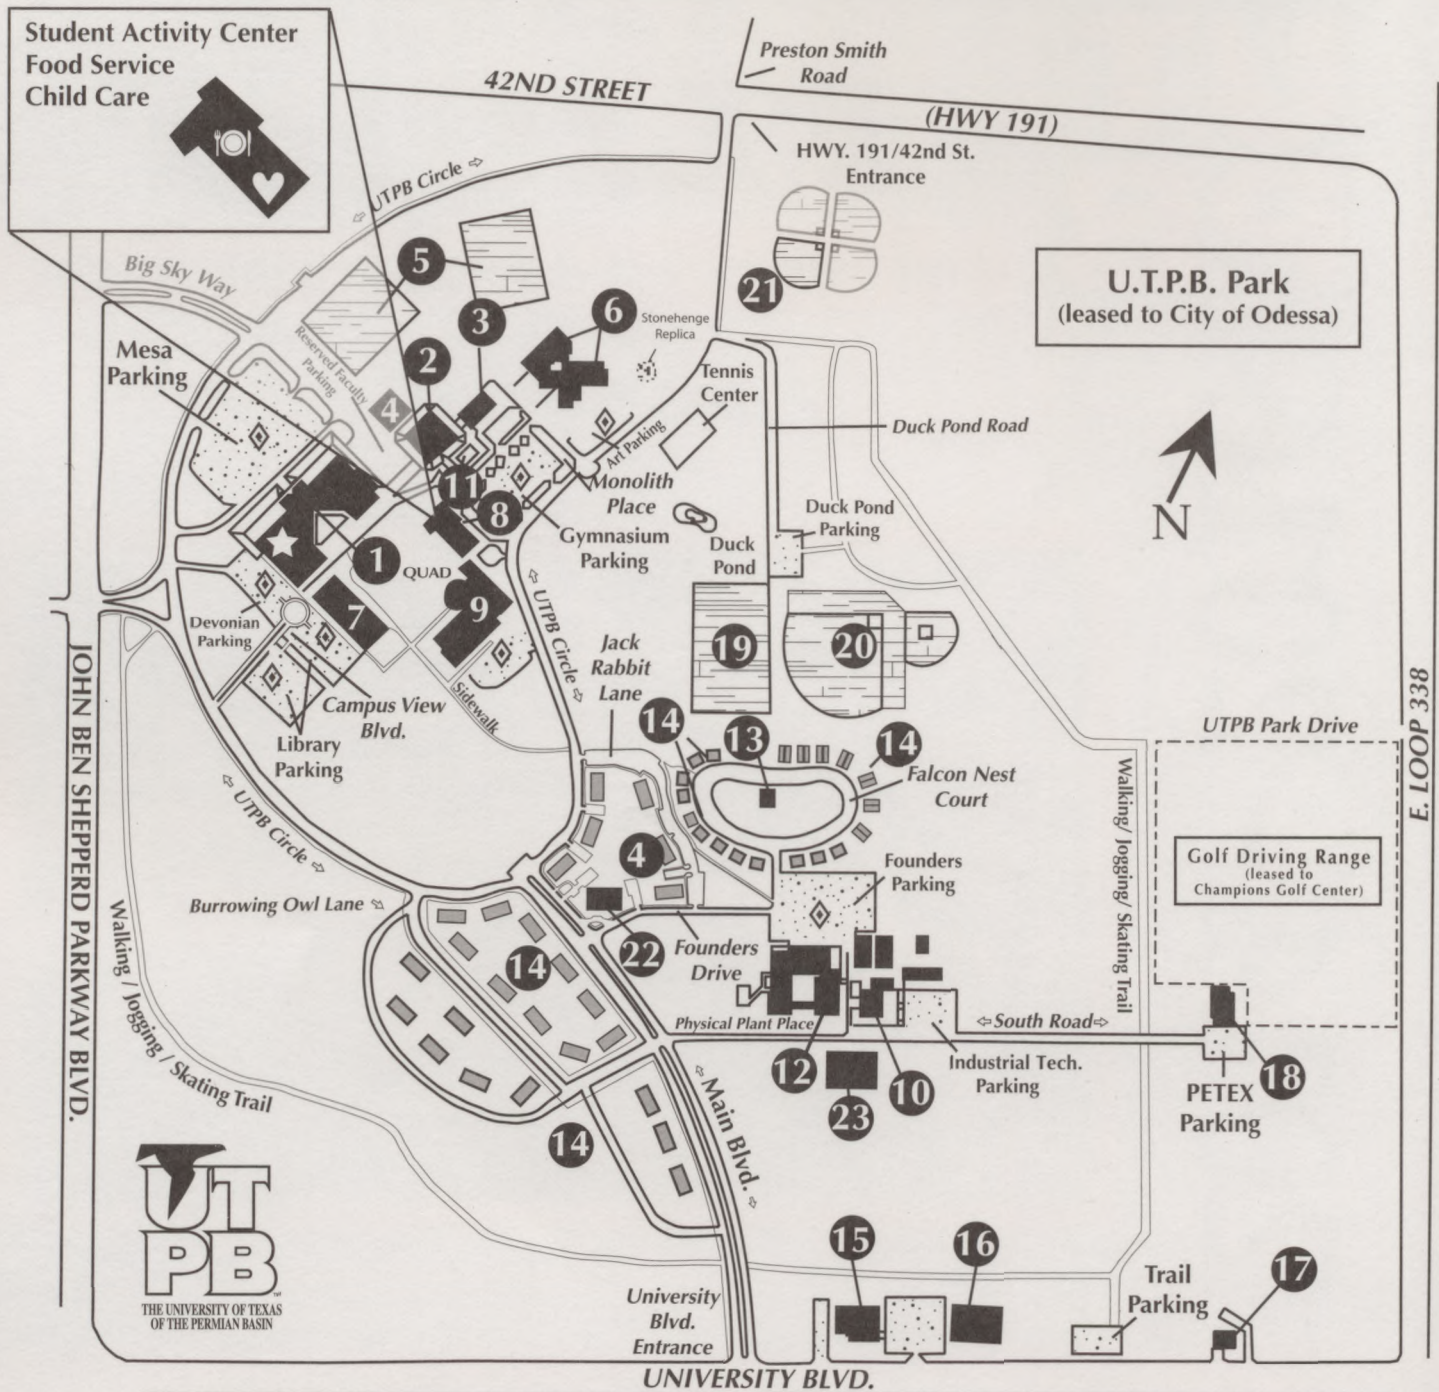 Student Activity Center
Food Service
Child Care
42ND STREET
Preston Smith
Road
(HWY 191)
HWY. 191/42nd St.
Entrance
UTPB Circle
Big Sky Way
5
3
6
21
U.T.P.B. Park
(leased to City of Odessa)
Stonehenge
Replica
Mesa
Parking
Reserved Faculty
Parking
2
4
Tennis
Center
Art Parking
Duck Pond Road
N
11
8
Monolith
Place
Gymnasium
Parking
Duck
Pond
Duck Pond
Parking
1
QUAD
7
9
Devonian
Parking
UTPB Circle
Jack
Rabbit
Lane
19
20
Sidewalk
Campus View
Blvd.
Library
Parking
JOHN BEN SHEPPERD PARKWAY BLVD.
E. LOOP 338
UTPB Park Drive
14
13
14
Falcon Nest
Court
UTPB Circle
4
Founders
Parking
Walking/ Jogging/ Skating Trail
Golf Driving Range
(leased to
Champions Golf Center)
Burrowing Owl Lane
Walking / Jogging / Skating Trail
14
22
Founders
Drive
Physical Plant Place
South Road
12
10
23
Industrial Tech.
Parking
18
PETEX
Parking
14
Main Blvd.
UT
PB
THE UNIVERSITY OF TEXAS
OF THE PERMIAN BASIN
15
16
17
Trail
Parking
University
Blvd.
Entrance
UNIVERSITY BLVD.